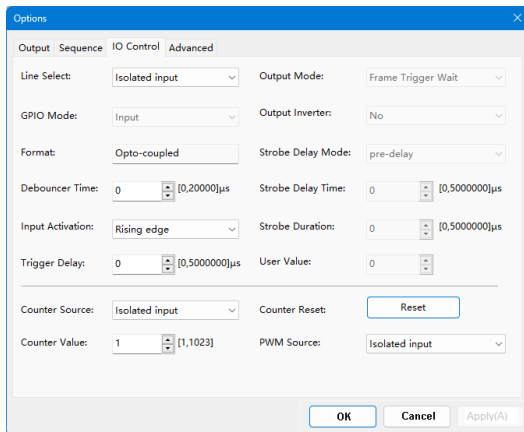 Options
Output Sequence IO Control Advanced
Line Select: Isolated input Output Mode: Frame Trigger Wait
GPIO Mode: Input Output Inverter: No
Format: Opto-coupled Strobe Delay Mode: pre-delay
Debouncer Time: 0 [0,20000]μs Strobe Delay Time: 0 [0,5000000]μs
Input Activation: Rising edge Strobe Duration: 0 [0,5000000]μs
Trigger Delay: 0 [0,5000000]μs User Value: 0
Counter Source: Isolated input Counter Reset: Reset
Counter Value: 1 [1,1023] PWM Source: Isolated input
OK Cancel Apply(A)